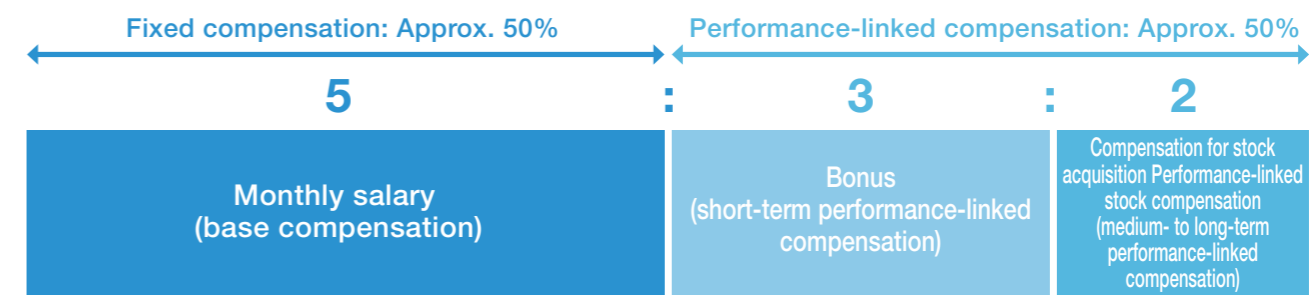 Fixed compensation: Approx. 50%
Performance-linked compensation: Approx. 50%
5 : 3 : 2
Monthly salary
(base compensation)
Bonus
(short-term performance-linked
compensation)
Compensation for stock
acquisition Performance-linked
stock compensation
(medium- to long-term
performance-linked
compensation)